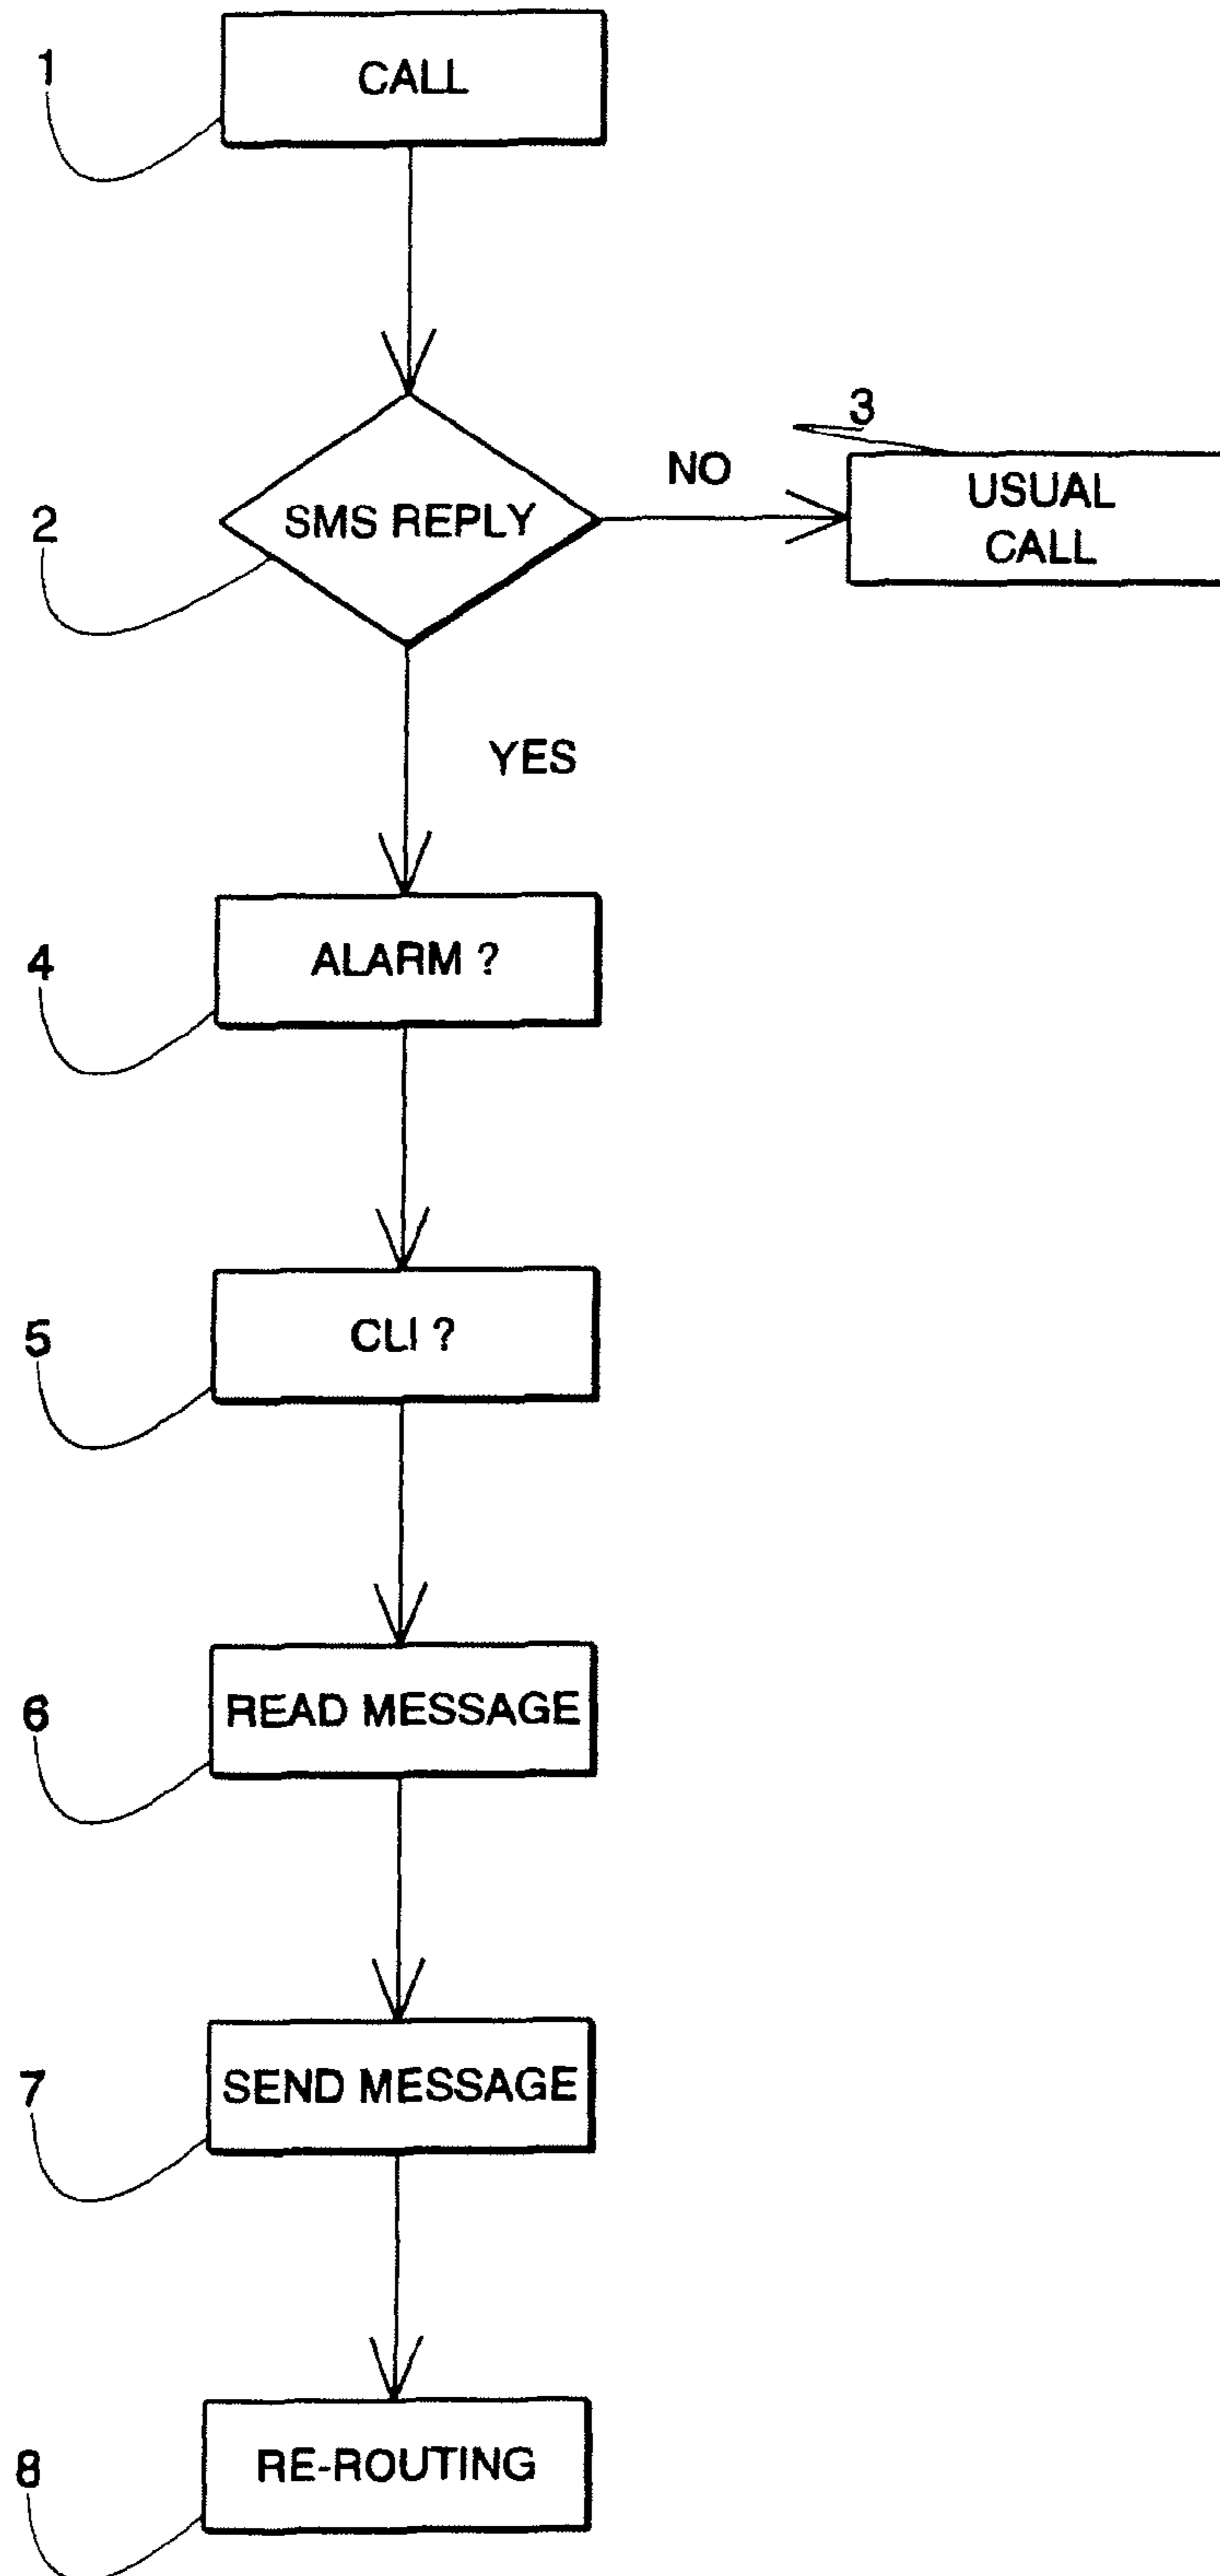 1
CALL
3
NO
USUAL
CALL
2
SMS REPLY
YES
4
ALARM ?
5
CLI ?
6
READ MESSAGE
7
SEND MESSAGE
8
RE-ROUTING